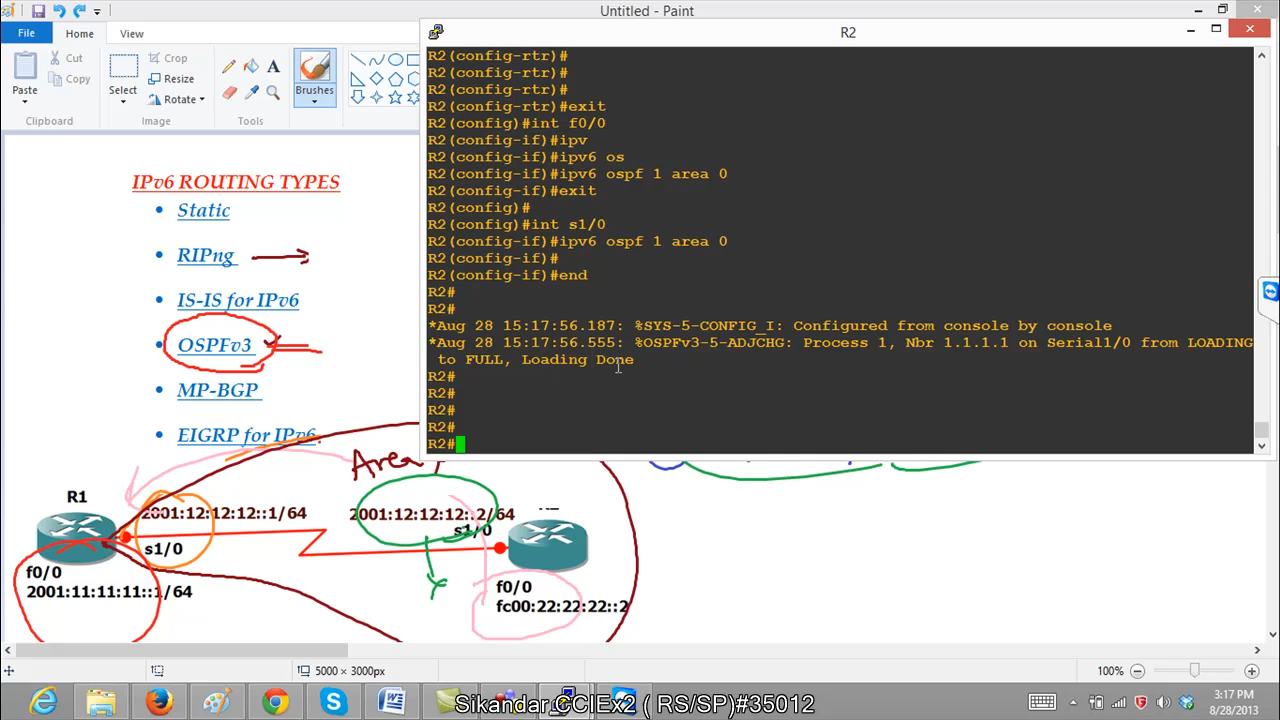 Untitled - Paint
File
Home
View
Paste
Cut
Copy
Clipboard
Select
Crop
Resize
Rotate
Image
Tools
Brushes
Shapes
R2
R2(config-rtr)#
R2(config-rtr)#
R2(config-rtr)#
R2(config-rtr)#exit
R2(config)#int f0/0
R2(config-if)#ipv
R2(config-if)#ipv6 os
R2(config-if)#ipv6 ospf 1 area 0
R2(config-if)#exit
R2(config)#
R2(config)#int s1/0
R2(config-if)#ipv6 ospf 1 area 0
R2(config-if)#
R2(config-if)#end
R2#
R2#
*Aug 28 15:17:56.187: %SYS-5-CONFIG_I: Configured from console by console
*Aug 28 15:17:56.555: %OSPFv3-5-ADJCHG: Process 1, Nbr 1.1.1.1 on Serial1/0 from LOADING
to FULL, Loading Done
R2#
R2#
R2#
R2#
R2#
IPv6 ROUTING TYPES
• Static
• RIPng
• IS-IS for IPv6
• OSPFv3
• MP-BGP
• EIGRP for IPv6
Area
R1
2001:12:12:12::1/64
s1/0
f0/0
2001:11:11:11::1/64
2001:12:12:12::2/64
s1/0
f0/0
fc00:22:22:22::2
5000 × 3000px
100%
Sikandar CCIEx2 ( RS/SP)#35012
3:17 PM
8/28/2013